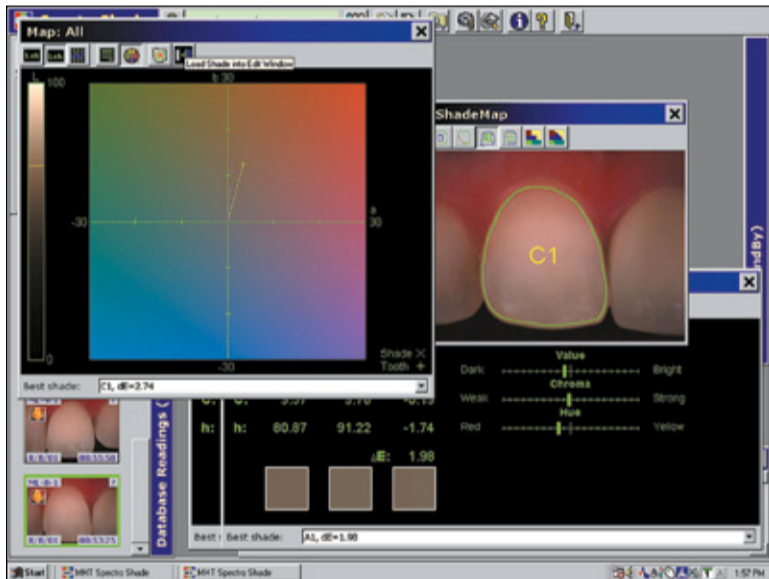 Map: All
Load Shade into Edit Window
L
100
b 30
-30
a
30
0
-30
Shade
Tooth
Best shade: C1, dE=2.74
ShadeMap
C1
Value
Dark
Bright
Chroma
Weak
Strong
Hue
Red
Yellow
h: h: 80.87 91.22 -1.74
ΔE: 1.98
Best shade: A1, dE=1.98
Database Readings (
ML-B-1
Start
MHT Spectro Shade
MHT Spectro Shade
1:57 PM